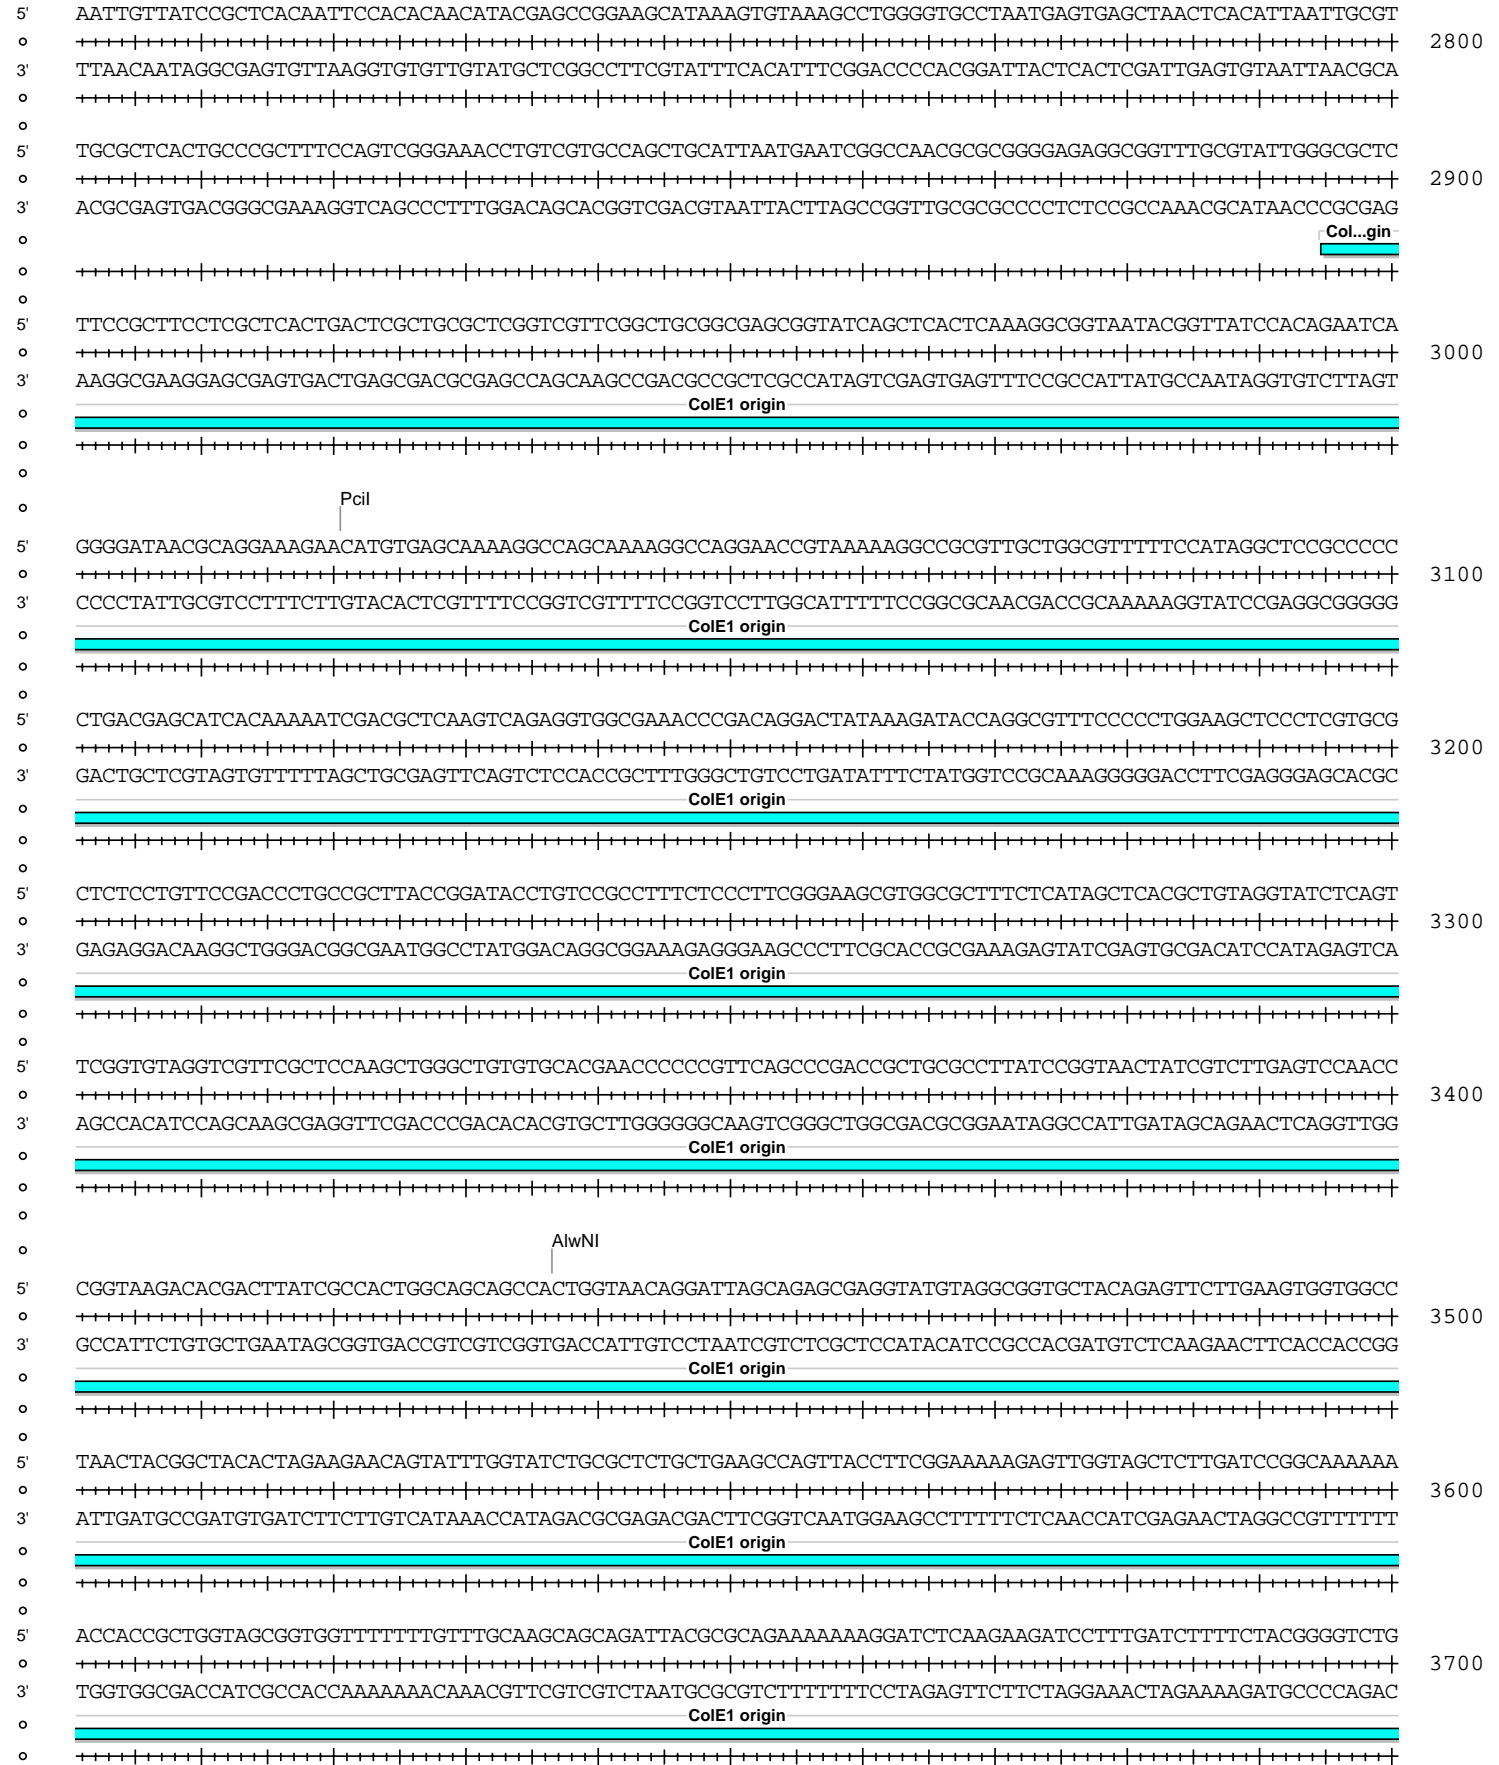 5' AATTGTTATCCGCTCACAATTCCACACAACATACGAGCCGGAAGCATAAAGTGTAAAGCCTGGGGTGCCTAATGAGTGAGCTAACTCACATTAATTGCGT
2800
3' TTAACAATAGGCGAGTGTTAAGGTGTGTTGTATGCTCGGCCTTCGTATTTCACATTTCGGACCCCACGGATTACTCACTCGATTGAGTGTAATTAACGCA
5' TGCGCTCACTGCCCGCTTTCCAGTCGGGAAACCTGTCGTGCCAGCTGCATTAATGAATCGGCCAACGCGCGGGGAGAGGCGGTTTGCGTATTGGGCGCTC
2900
3' ACGCGAGTGACGGGCGAAAGGTCAGCCCTTTGGACAGCACGGTCGACGTAATTACTTAGCCGGTTGCGCGCCCCTCTCCGCCAAACGCATAACCCGCGAG
Col...gin
5' TTCCGCTTCCTCGCTCACTGACTCGCTGCGCTCGGTCGTTCGGCTGCGGCGAGCGGTATCAGCTCACTCAAAGGCGGTAATACGGTTATCCACAGAATCA
3000
3' AAGGCGAAGGAGCGAGTGACTGAGCGACGCGAGCCAGCAAGCCGACGCCGCTCGCCATAGTCGAGTGAGTTTCCGCCATTATGCCAATAGGTGTCTTAGT
ColE1 origin
PciI
5' GGGGATAACGCAGGAAAGAACATGTGAGCAAAAGGCCAGCAAAAGGCCAGGAACCGTAAAAAGGCCGCGTTGCTGGCGTTTTTCCATAGGCTCCGCCCCC
3100
3' CCCCTATTGCGTCCTTTCTTGTACACTCGTTTTCCGGTCGTTTTCCGGTCCTTGGCATTTTTCCGGCGCAACGACCGCAAAAAGGTATCCGAGGCGGGGG
ColE1 origin
5' CTGACGAGCATCACAAAAATCGACGCTCAAGTCAGAGGTGGCGAAACCCGACAGGACTATAAAGATACCAGGCGTTTCCCCCTGGAAGCTCCCTCGTGCG
3200
3' GACTGCTCGTAGTGTTTTTAGCTGCGAGTTCAGTCTCCACCGCTTTGGGCTGTCCTGATATTTCTATGGTCCGCAAAGGGGGACCTTCGAGGGAGCACGC
ColE1 origin
5' CTCTCCTGTTCCGACCCTGCCGCTTACCGGATACCTGTCCGCCTTTCTCCCTTCGGGAAGCGTGGCGCTTTCTCATAGCTCACGCTGTAGGTATCTCAGT
3300
3' GAGAGGACAAGGCTGGGACGGCGAATGGCCTATGGACAGGCGGAAAGAGGGAAGCCCTTCGCACCGCGAAAGAGTATCGAGTGCGACATCCATAGAGTCA
ColE1 origin
5' TCGGTGTAGGTCGTTCGCTCCAAGCTGGGCTGTGTGCACGAACCCCCCGTTCAGCCCGACCGCTGCGCCTTATCCGGTAACTATCGTCTTGAGTCCAACC
3400
3' AGCCACATCCAGCAAGCGAGGTTCGACCCGACACACGTGCTTGGGGGGCAAGTCGGGCTGGCGACGCGGAATAGGCCATTGATAGCAGAACTCAGGTTGG
ColE1 origin
AlwNI
5' CGGTAAGACACGACTTATCGCCACTGGCAGCAGCCACTGGTAACAGGATTAGCAGAGCGAGGTATGTAGGCGGTGCTACAGAGTTCTTGAAGTGGTGGCC
3500
3' GCCATTCTGTGCTGAATAGCGGTGACCGTCGTCGGTGACCATTGTCCTAATCGTCTCGCTCCATACATCCGCCACGATGTCTCAAGAACTTCACCACCGG
ColE1 origin
5' TAACTACGGCTACACTAGAAGAACAGTATTTGGTATCTGCGCTCTGCTGAAGCCAGTTACCTTCGGAAAAAGAGTTGGTAGCTCTTGATCCGGCAAAAAA
3600
3' ATTGATGCCGATGTGATCTTCTTGTCATAAACCATAGACGCGAGACGACTTCGGTCAATGGAAGCCTTTTTCTCAACCATCGAGAACTAGGCCGTTTTTT
ColE1 origin
5' ACCACCGCTGGTAGCGGTGGTTTTTTTGTTTGCAAGCAGCAGATTACGCGCAGAAAAAAAGGATCTCAAGAAGATCCTTTGATCTTTTCTACGGGGTCTG
3700
3' TGGTGGCGACCATCGCCACCAAAAAAACAAACGTTCGTCGTCTAATGCGCGTCTTTTTTTCCTAGAGTTCTTCTAGGAAACTAGAAAAGATGCCCCAGAC
ColE1 origin